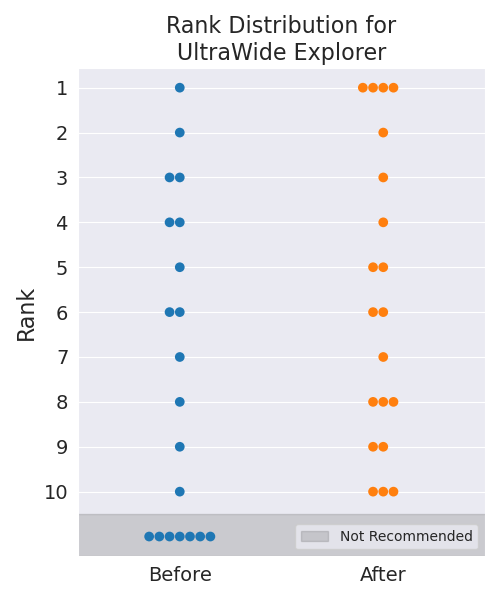 Rank Distribution for
UltraWide Explorer
Rank
1
2
3
4
5
6
7
8
9
10
Not Recommended
Before
After